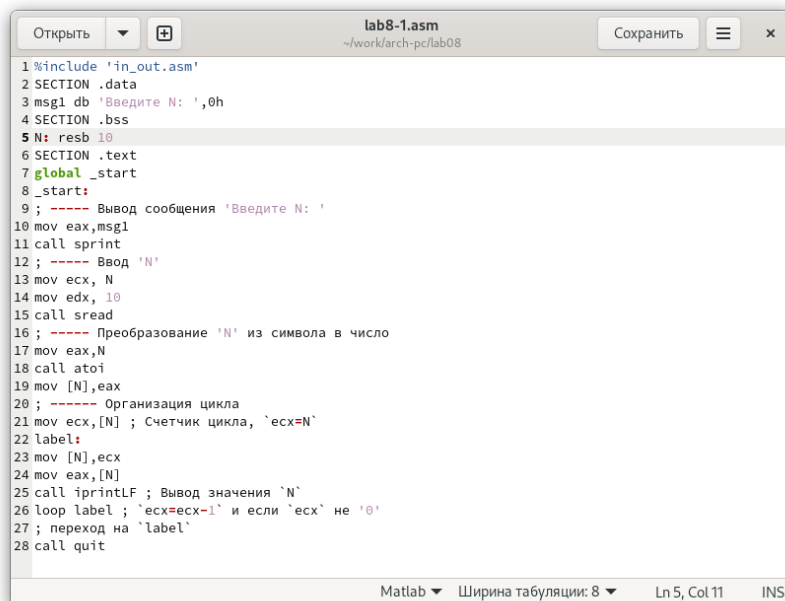 Открыть
lab8-1.asm
~/work/arch-pc/lab08
Сохранить
1 %include 'in_out.asm'
2 SECTION .data
3 msg1 db 'Введите N: ',0h
4 SECTION .bss
5 N: resb 10
6 SECTION .text
7 global _start
8 _start:
9 ; ----- Вывод сообщения 'Введите N: '
10 mov eax,msg1
11 call sprint
12 ; ----- Ввод 'N'
13 mov ecx, N
14 mov edx, 10
15 call sread
16 ; ----- Преобразование 'N' из символа в число
17 mov eax,N
18 call atoi
19 mov [N],eax
20 ; ------ Организация цикла
21 mov ecx,[N] ; Счетчик цикла, `ecx=N`
22 label:
23 mov [N],ecx
24 mov eax,[N]
25 call iprintLF ; Вывод значения `N`
26 loop label ; `ecx=ecx-1` и если `ecx` не '0'
27 ; переход на `label`
28 call quit
Matlab Ширина табуляции: 8 Ln 5, Col 11 INS